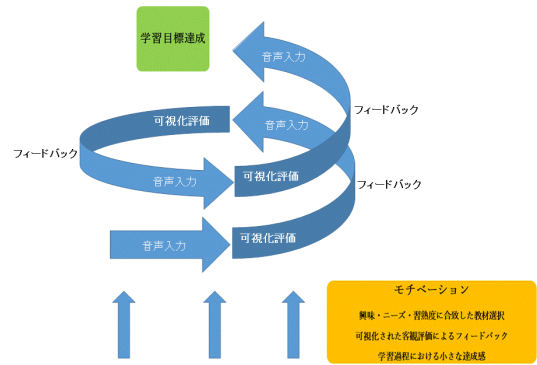 学習目標達成
音声入力
フィードバック
可視化評価
音声入力
フィードバック
音声入力
可視化評価
フィードバック
音声入力
可視化評価
モチベーション
興味・ニーズ・習熟度に合致した教材選択
可視化された客観評価によるフィードバック
学習過程における小さな達成感